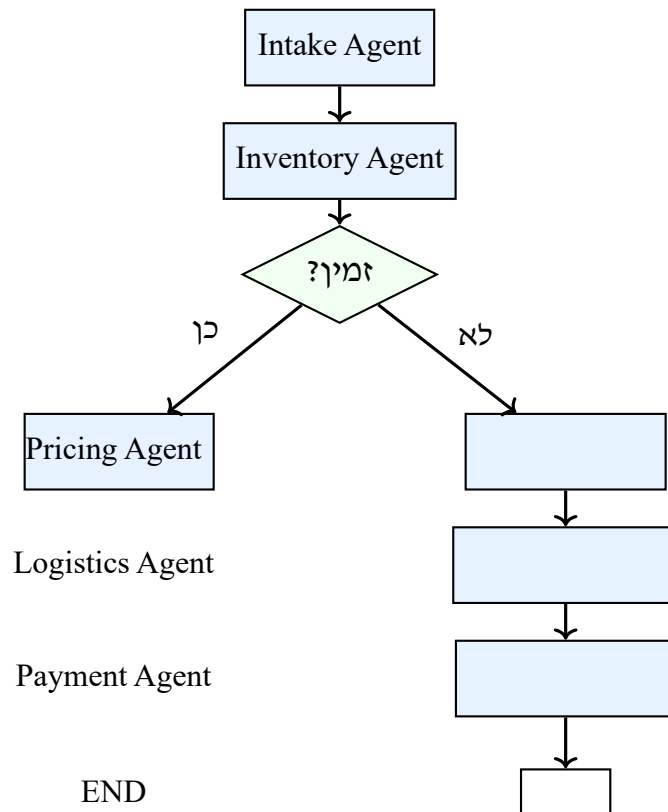 Intake Agent
Inventory Agent
זמין?
כן
לא
Pricing Agent
Logistics Agent
Payment Agent
END